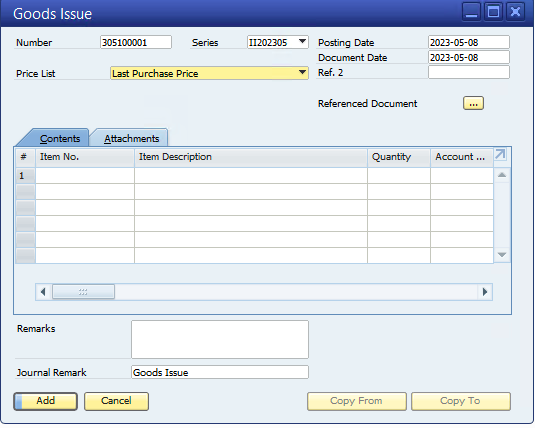 Goods Issue
Number 305100001 Series II202305 Posting Date 2023-05-08
Document Date 2023-05-08
Price List Last Purchase Price Ref. 2
Referenced Document ...
Contents Attachments
# Item No. Item Description Quantity Account ...
1
Remarks
Journal Remark Goods Issue
Add Cancel Copy From Copy To